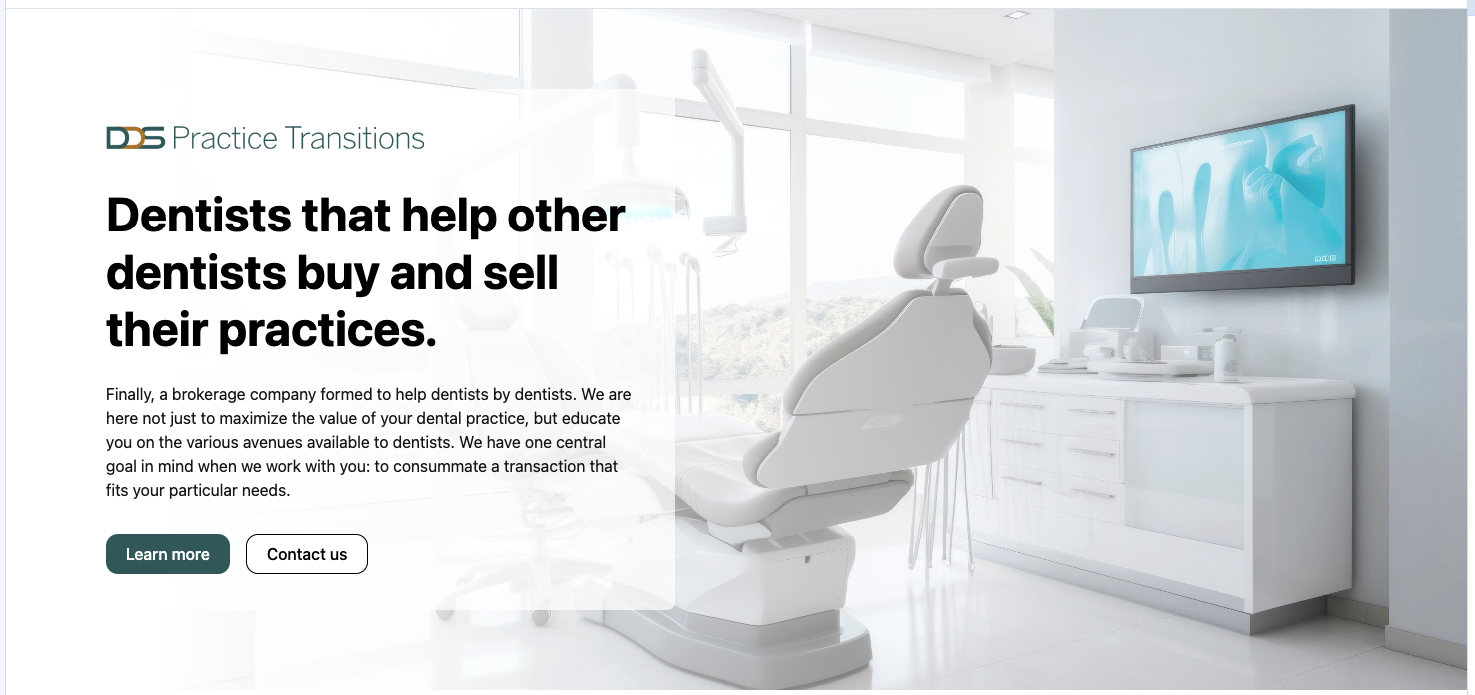 DDS Practice Transitions
Dentists that help other
dentists buy and sell
their practices.
Finally, a brokerage company formed to help dentists by dentists. We are
here not just to maximize the value of your dental practice, but educate
you on the various avenues available to dentists. We have one central
goal in mind when we work with you: to consummate a transaction that
fits your particular needs.
Learn more
Contact us